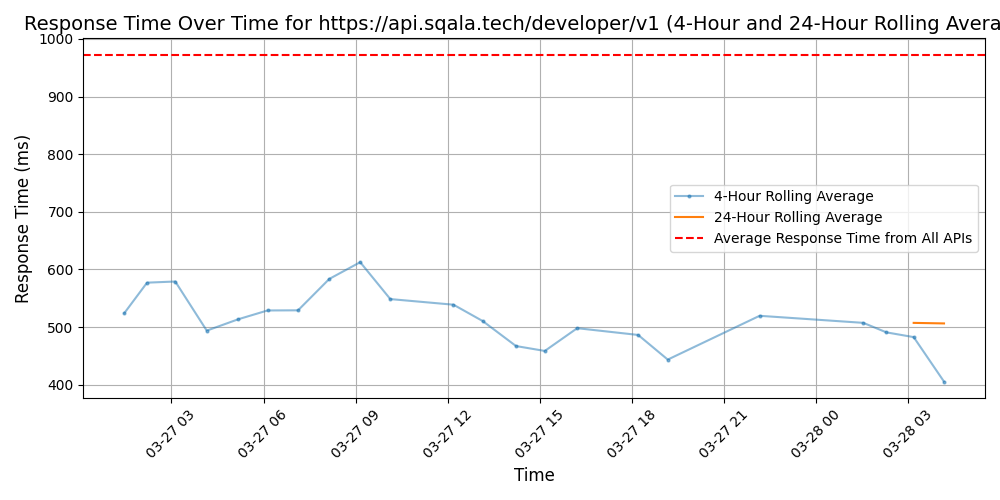 Response Time Over Time for https://api.sqala.tech/developer/v1 (4-Hour and 24-Hour Rolling Avera
Response Time (ms)
1000
900
800
700
600
500
400
4-Hour Rolling Average
24-Hour Rolling Average
Average Response Time from All APIs
03-27 03
03-27 06
03-27 09
03-27 12
03-27 15
03-27 18
03-27 21
03-28 00
03-28 03
Time